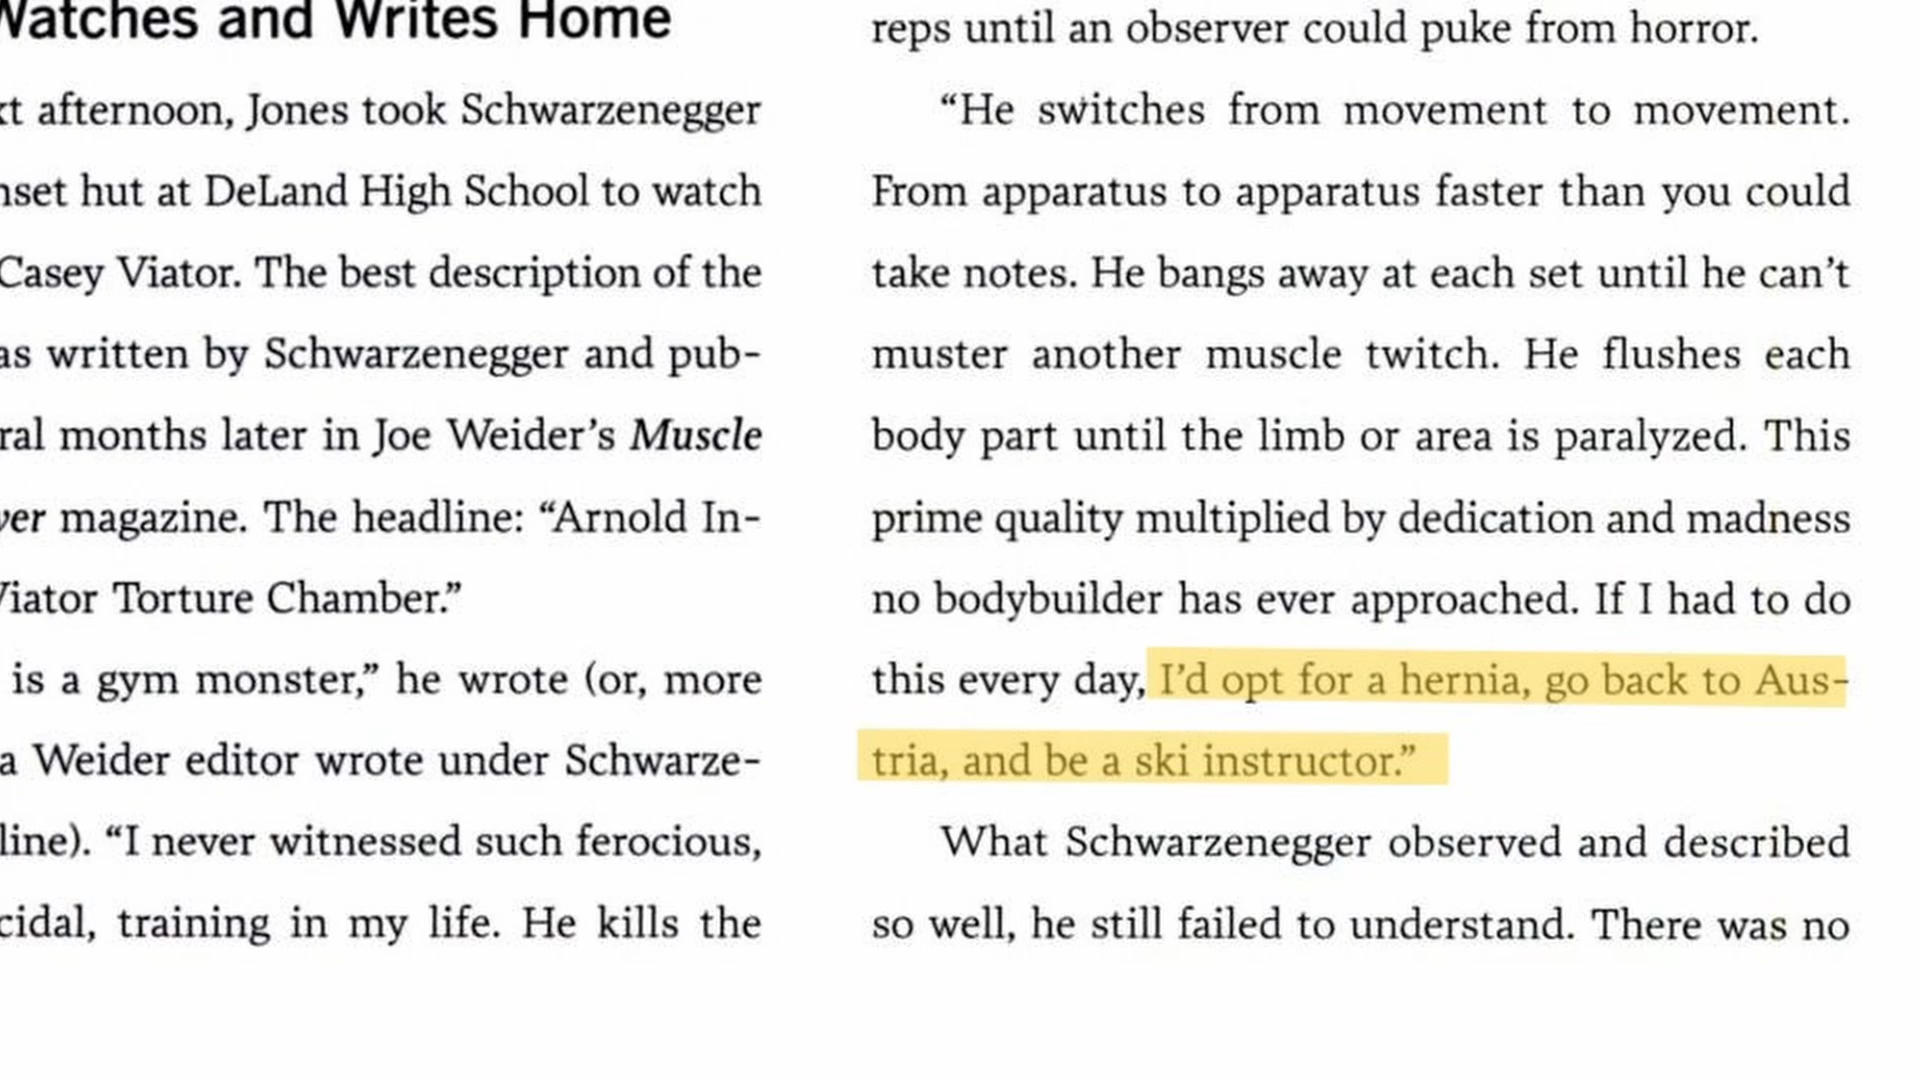 Watches and Writes Home
afternoon, Jones took Schwarzenegger
hut at DeLand High School to watch
Casey Viator. The best description of the
written by Schwarzenegger and pub-
months later in Joe Weider’s Muscle
magazine. The headline: “Arnold In-
Viator Torture Chamber.”
is a gym monster,” he wrote (or, more
a Weider editor wrote under Schwarze-
line). “I never witnessed such ferocious,
training in my life. He kills the
reps until an observer could puke from horror.
“He switches from movement to movement.
From apparatus to apparatus faster than you could
take notes. He bangs away at each set until he can’t
muster another muscle twitch. He flushes each
body part until the limb or area is paralyzed. This
prime quality multiplied by dedication and madness
no bodybuilder has ever approached. If I had to do
this every day, I’d opt for a hernia, go back to Aus-
tria, and be a ski instructor.”
What Schwarzenegger observed and described
so well, he still failed to understand. There was no